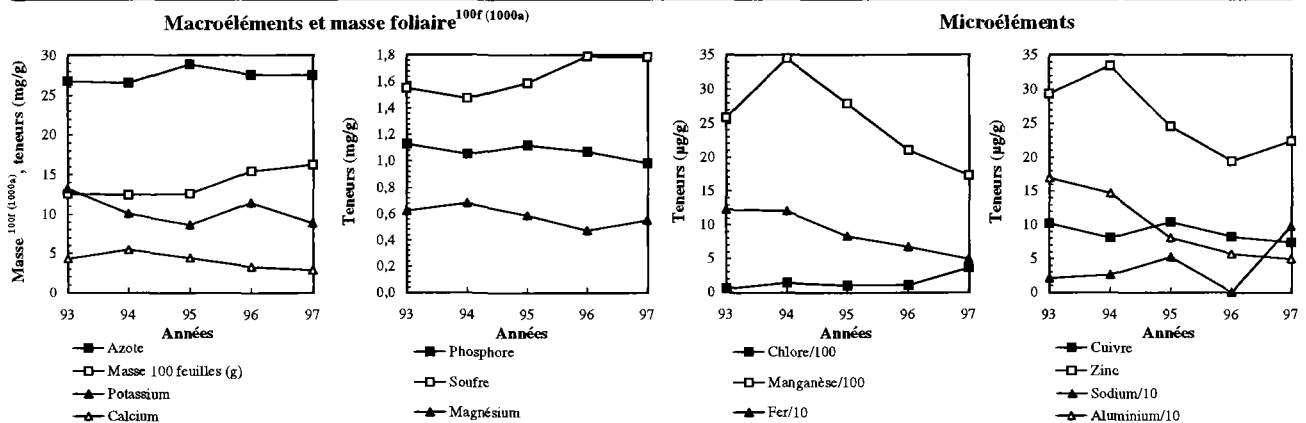 Macroéléments et masse foliaire 100f (1000a)
Microéléments
Masse 100f (1000a), teneurs (mg/g)
30
25
20
15
10
5
0
93 94 95 96 97
Années
Azote
Masse 100 feuilles (g)
Potassium
Calcium
Teneurs (mg/g)
1,8
1,6
1,4
1,2
1,0
0,8
0,6
0,4
0,2
0,0
93 94 95 96 97
Années
Phosphore
Soufre
Magnésium
Teneurs (µg/g)
35
30
25
20
15
10
5
0
93 94 95 96 97
Années
Chlore/100
Manganèse/100
Fer/10
Teneurs (µg/g)
35
30
25
20
15
10
5
0
93 94 95 96 97
Années
Cuivre
Zinc
Sodium/10
Aluminium/10